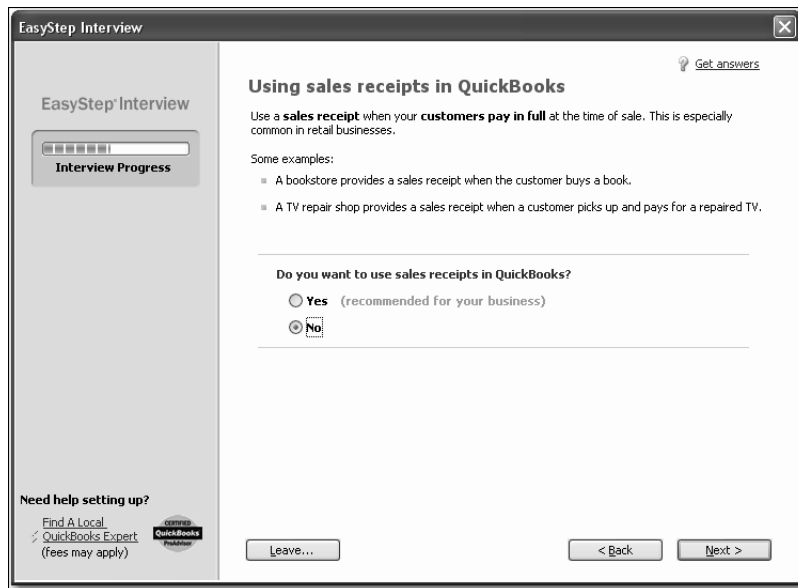 EasyStep Interview
Get answers
EasyStep Interview
Interview Progress
Using sales receipts in QuickBooks
Use a sales receipt when your customers pay in full at the time of sale. This is especially
common in retail businesses.
Some examples:
A bookstore provides a sales receipt when the customer buys a book.
A TV repair shop provides a sales receipt when a customer picks up and pays for a repaired TV.
Do you want to use sales receipts in QuickBooks?
Yes (recommended for your business)
No
Need help setting up?
Find A Local
QuickBooks Expert
(fees may apply)
CERTIFIED
QuickBooks
ProAdvisor
Leave...
< Back
Next >